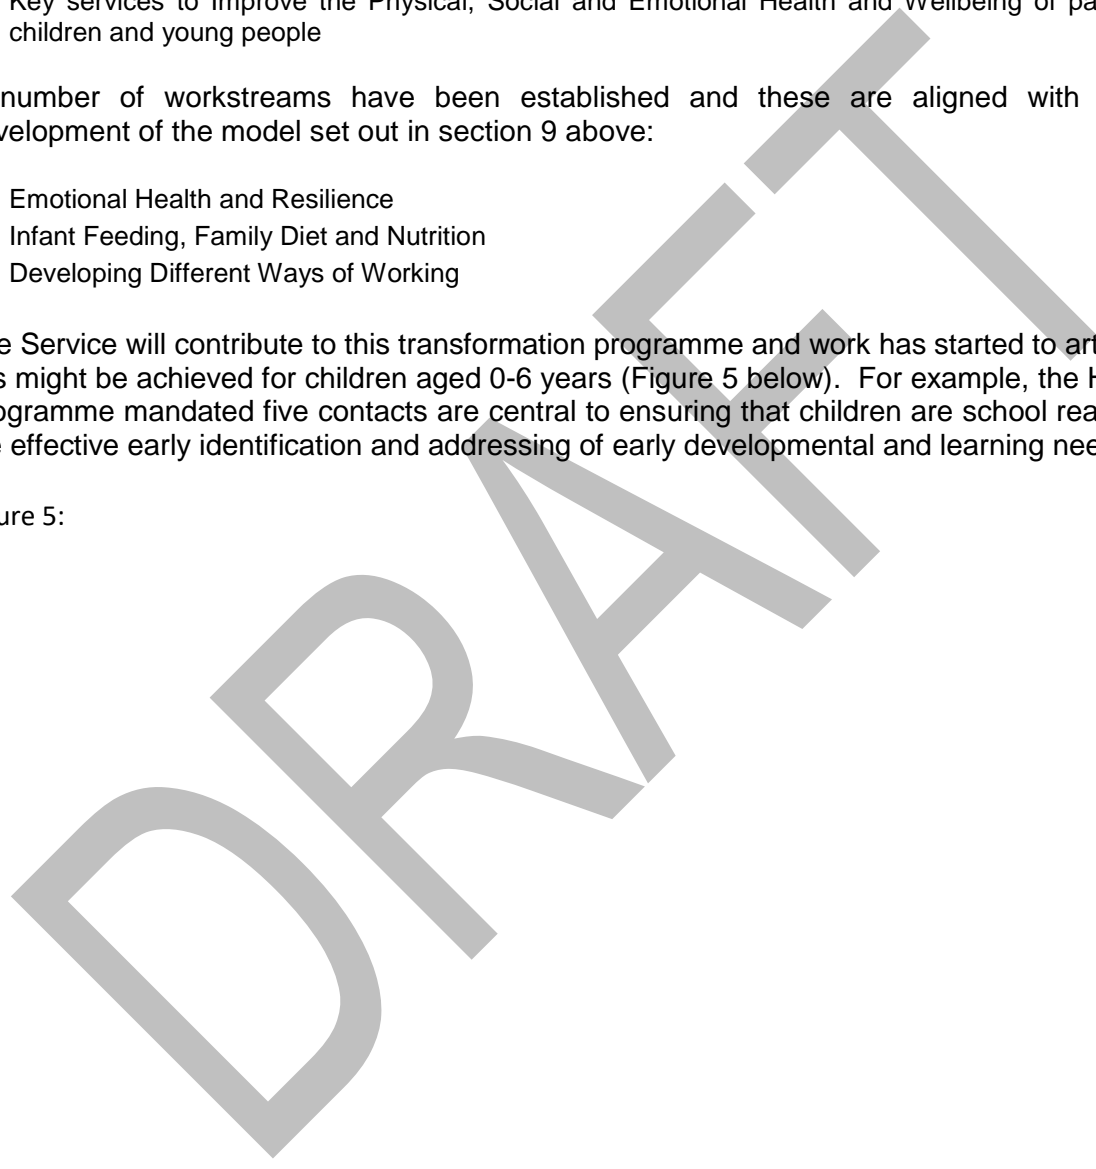 Key services to Improve the Physical, Social and Emotional Health and Wellbeing of pa
children and young people
number of workstreams have been established and these are aligned with
velopment of the model set out in section 9 above:
Emotional Health and Resilience
Infant Feeding, Family Diet and Nutrition
Developing Different Ways of Working
e Service will contribute to this transformation programme and work has started to art
s might be achieved for children aged 0-6 years (Figure 5 below). For example, the H
ogramme mandated five contacts are central to ensuring that children are school rea
e effective early identification and addressing of early developmental and learning nee
ure 5:
DRAFT